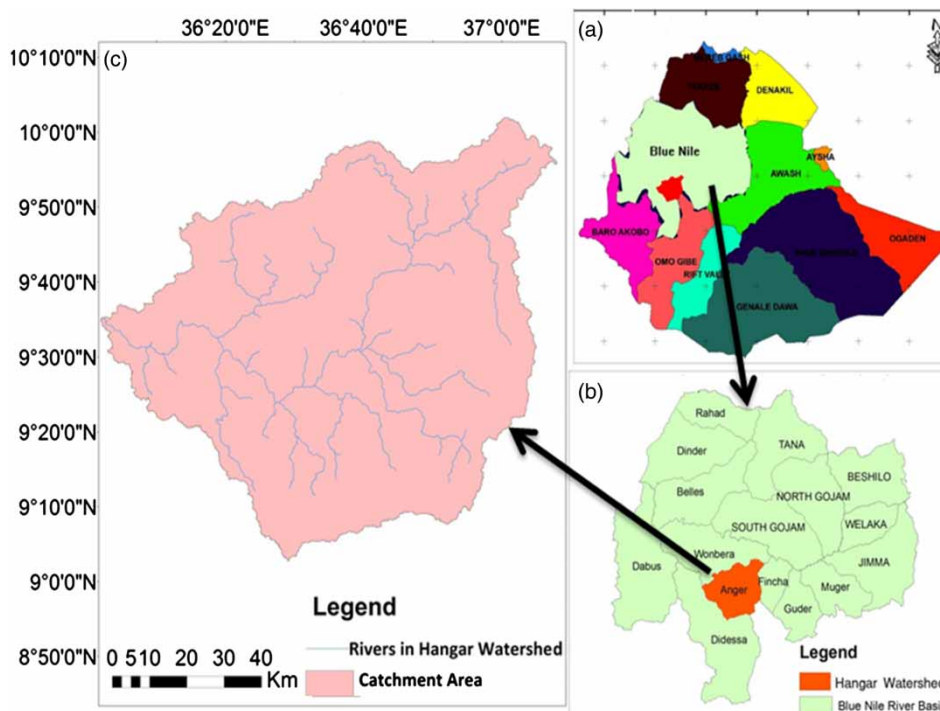 (c)
36°20'0"E 36°40'0"E 37°0'0"E
10°10'0"N
10°0'0"N
9°50'0"N
9°40'0"N
9°30'0"N
9°20'0"N
9°10'0"N
9°0'0"N
8°50'0"N
Legend
Rivers in Hangar Watershed
Catchment Area
0 5 10 20 30 40
Km
(a)
DENAKIL
Blue Nile
AYSHA
AWASH
BARO AKOBO
OGADEN
OMO GIBE
GENALE DAWA
(b)
Rahad
TANA
Dinder
BESHILO
Belles
NORTH GOJAM
SOUTH GOJAM
WELAKA
Wonbera
JIMMA
Dabus
Fincha
Anger
Muger
Guder
Didessa
Legend
Hangar Watershed
Blue Nile River Basi